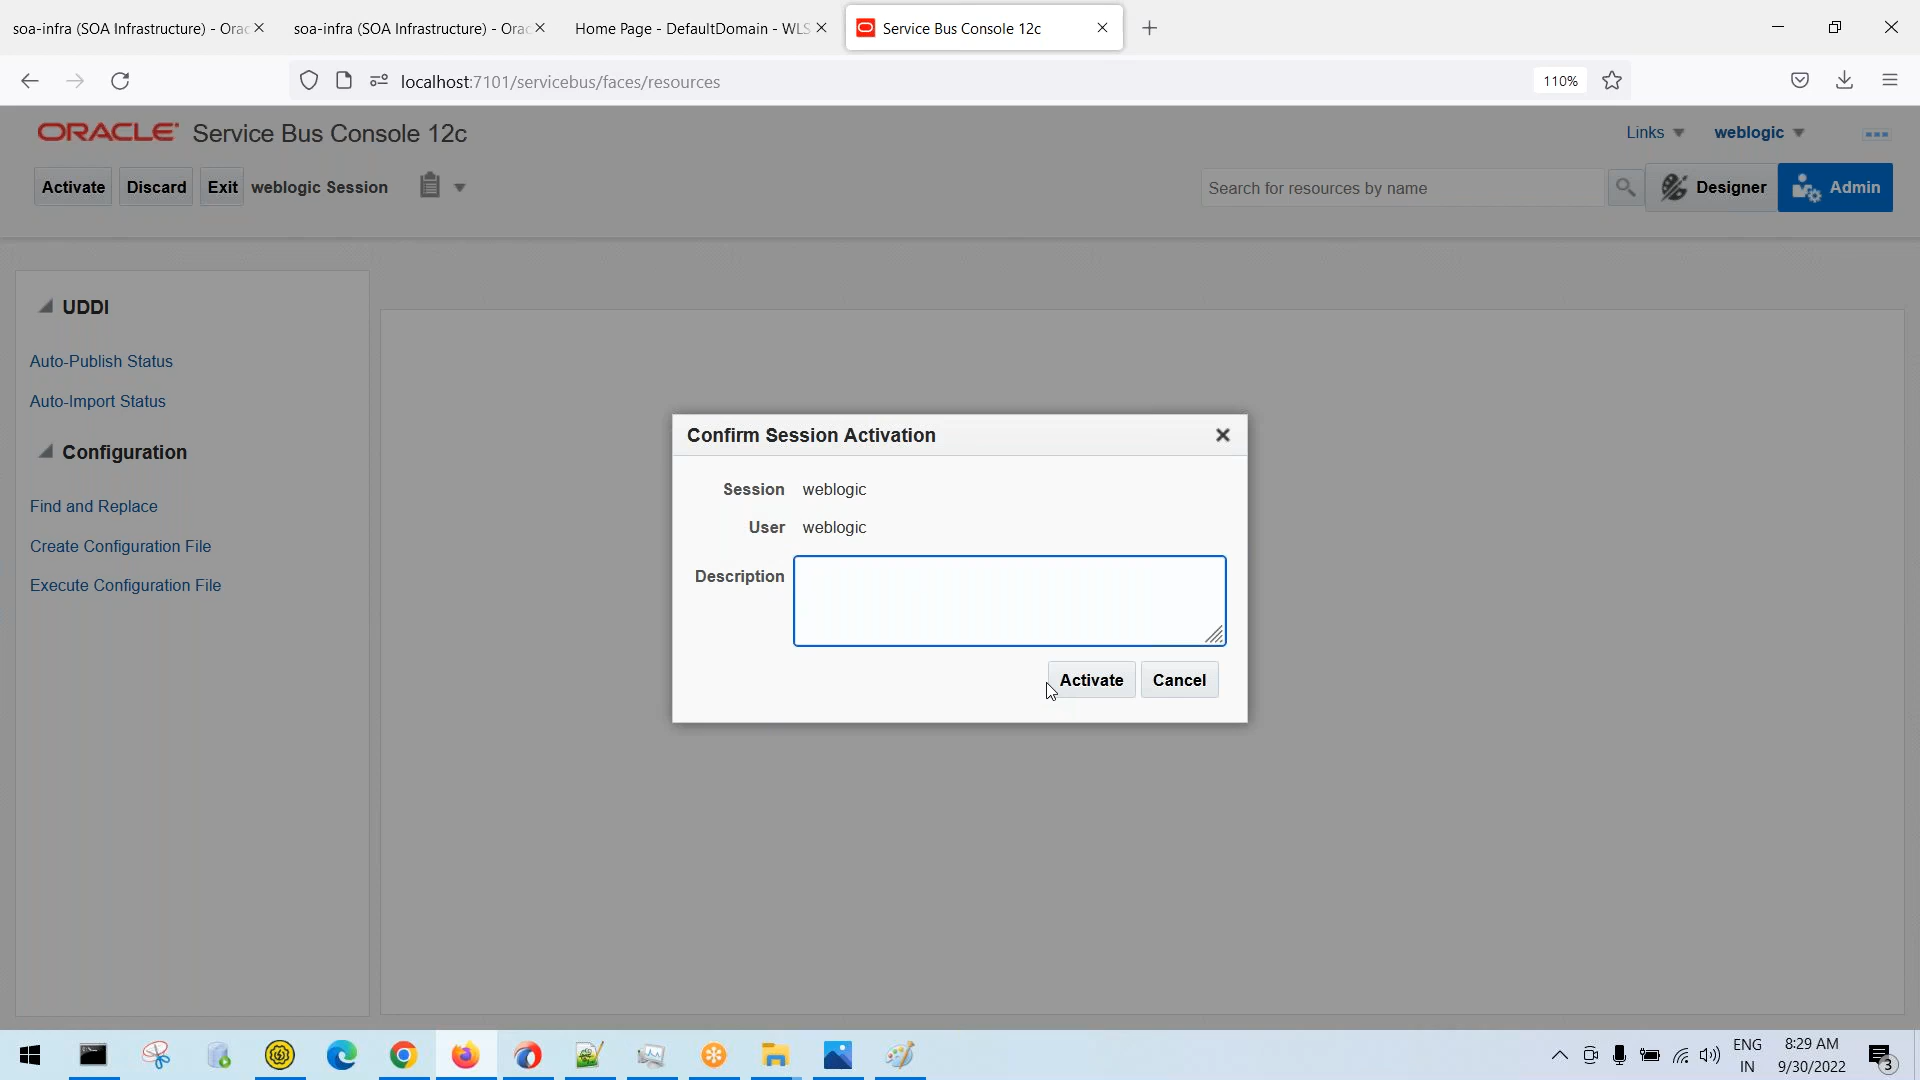 soa-infra (SOA Infrastructure) - Orac
soa-infra (SOA Infrastructure) - Orac
Home Page - DefaultDomain - WLS
Service Bus Console 12c
localhost:7101/servicebus/faces/resources
110%
ORACLE Service Bus Console 12c
Links
weblogic
Activate
Discard
Exit
weblogic Session
Search for resources by name
Designer
Admin
UDDI
Auto-Publish Status
Auto-Import Status
Configuration
Find and Replace
Create Configuration File
Execute Configuration File
Confirm Session Activation
Session weblogic
User weblogic
Description
Activate
Cancel
ENG
IN
8:29 AM
9/30/2022
3